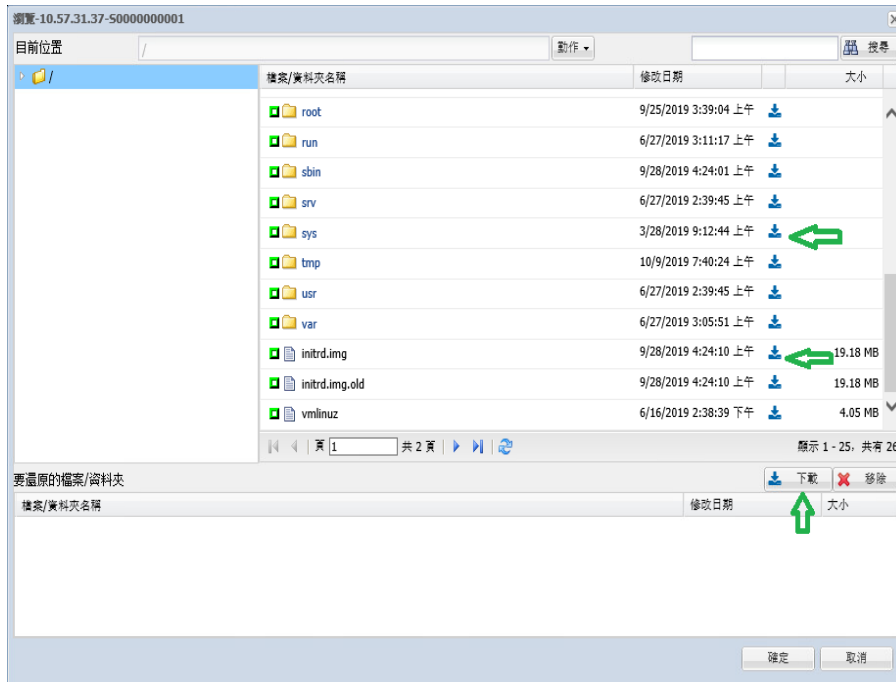 瀏覽-10.57.31.37-S0000000001
目前位置 / 動作 搜尋
/
檔案/資料夾名稱 修改日期 大小
root 9/25/2019 3:39:04 上午
run 6/27/2019 3:11:17 上午
sbin 9/28/2019 4:24:01 上午
srv 6/27/2019 2:39:45 上午
sys 3/28/2019 9:12:44 上午
tmp 10/9/2019 7:40:24 上午
usr 6/27/2019 2:39:45 上午
var 6/27/2019 3:05:51 上午
initrd.img 9/28/2019 4:24:10 上午 19.18 MB
initrd.img.old 9/28/2019 4:24:10 上午 19.18 MB
vmlinuz 6/16/2019 2:38:39 下午 4.05 MB
頁 1 共 2 頁 顯示 1 - 25，共有 26
要還原的檔案/資料夾 下載 移除
檔案/資料夾名稱 修改日期 大小
確定 取消